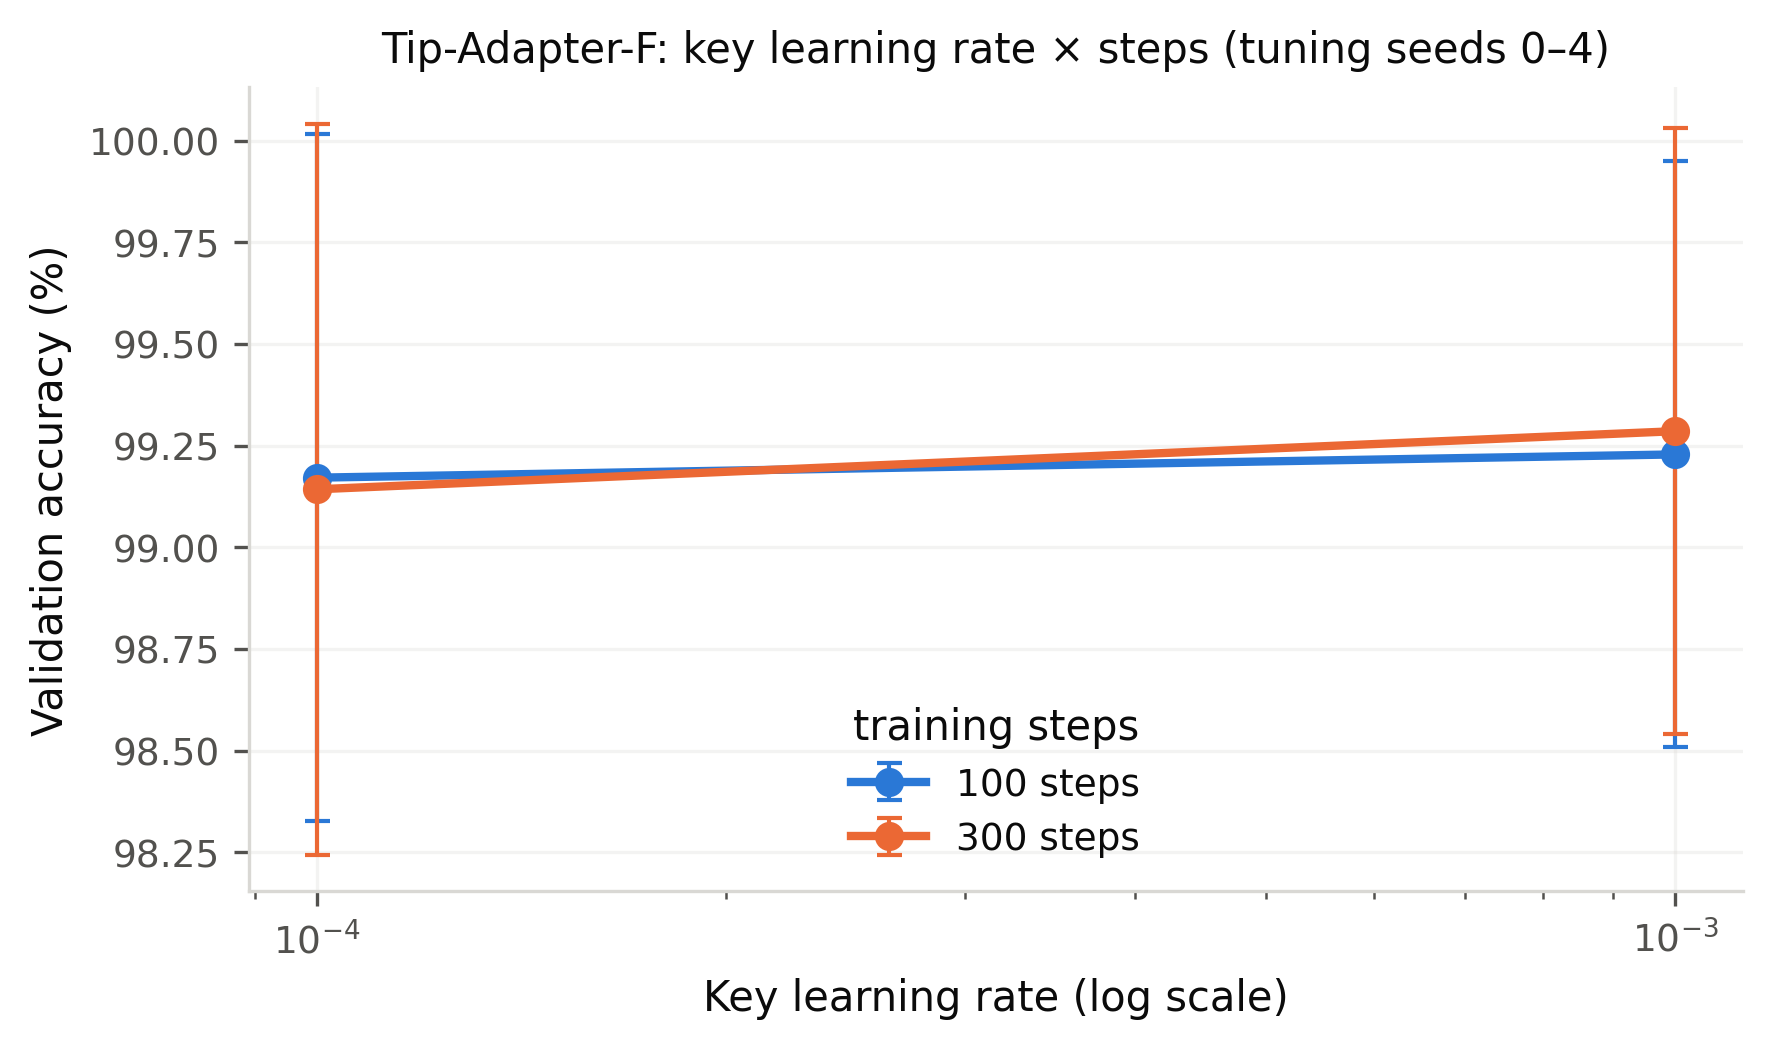 Tip-Adapter-F: key learning rate × steps (tuning seeds 0–4)
Validation accuracy (%)
100.00
99.75
99.50
99.25
99.00
98.75
98.50
98.25
training steps
100 steps
300 steps
10⁻⁴
10⁻³
Key learning rate (log scale)